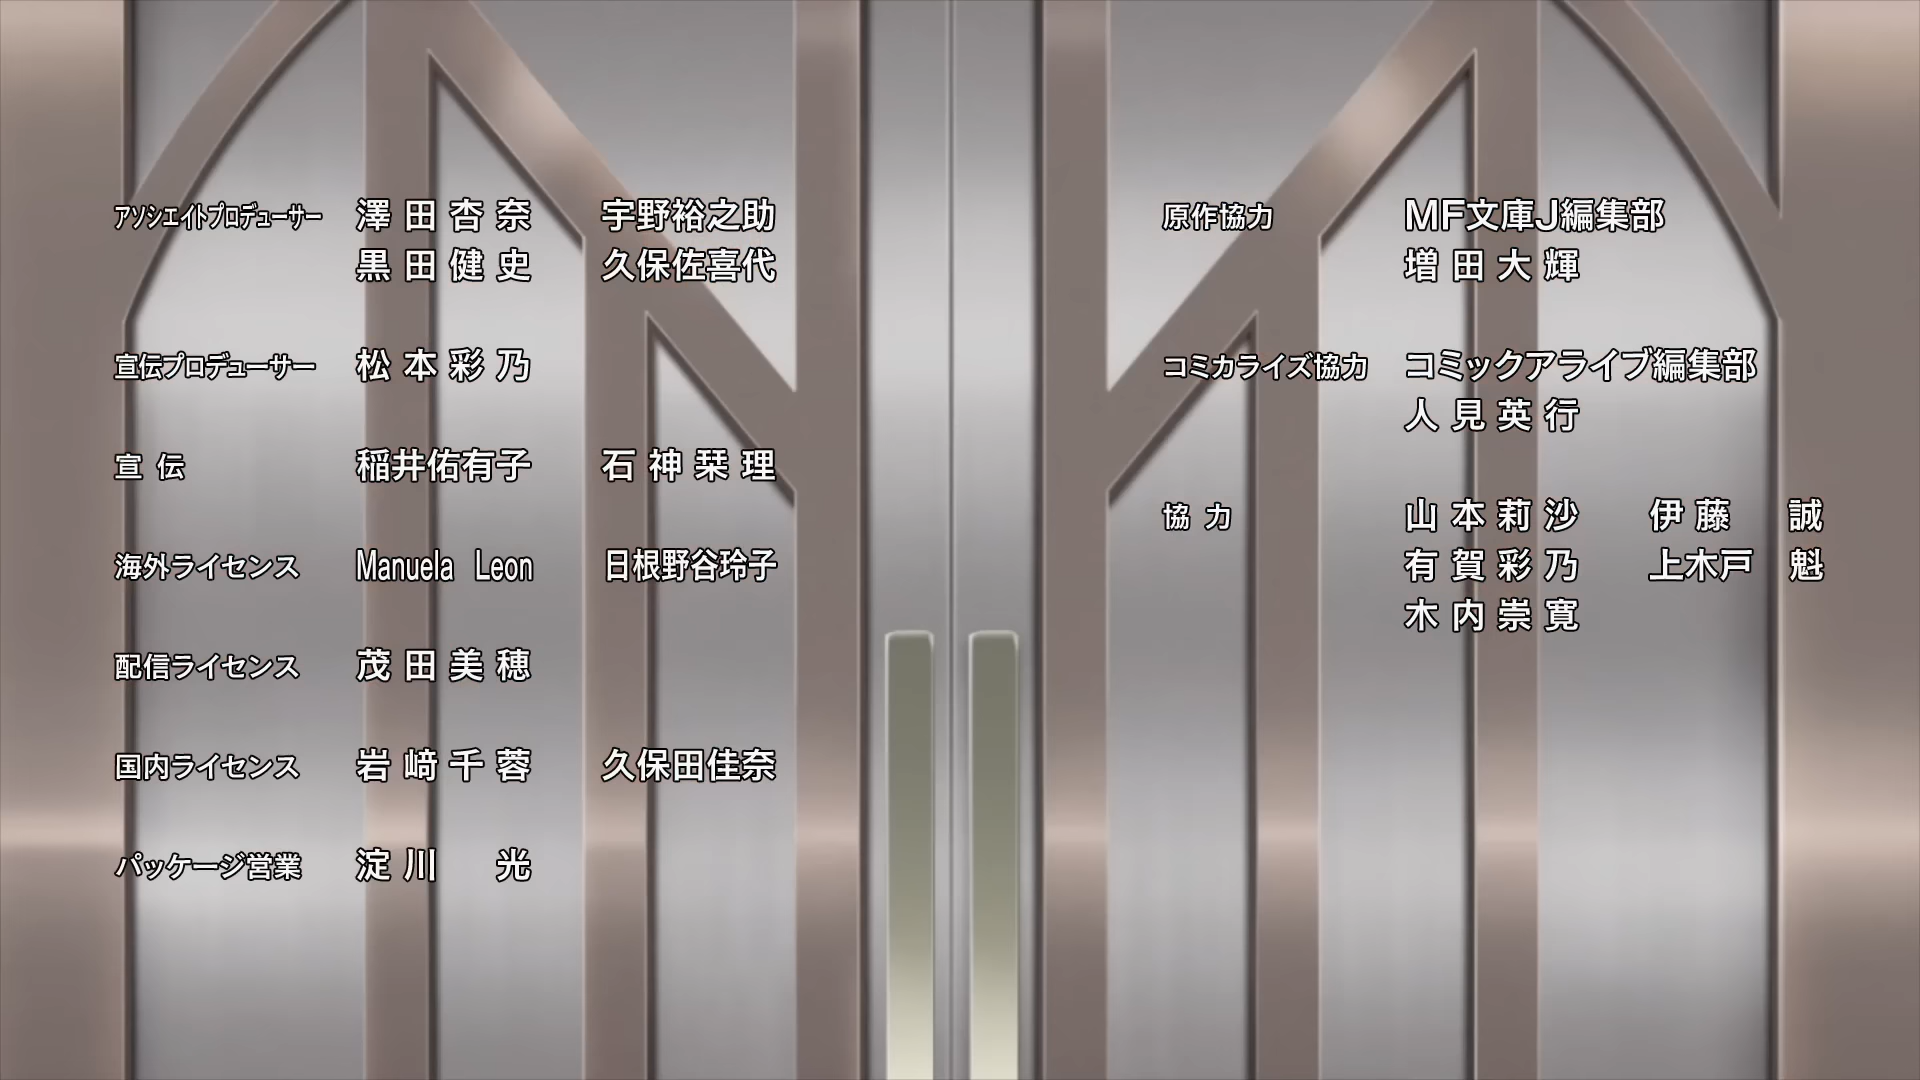 アソシエイトプロデューサー 澤田杏奈 宇野裕之助
黒田健史 久保佐喜代
宣伝プロデューサー 松本彩乃
宣伝 稲井佑有子 石神栞理
海外ライセンス Manuela Leon 日根野谷玲子
配信ライセンス 茂田美穂
国内ライセンス 岩﨑千蓉 久保田佳奈
パッケージ営業 淀川 光
原作協力 MF文庫J編集部
増田大輝
コミカライズ協力 コミックアライブ編集部
人見英行
協力 山本莉沙 伊藤 誠
有賀彩乃 上木戸 魁
木内崇寛